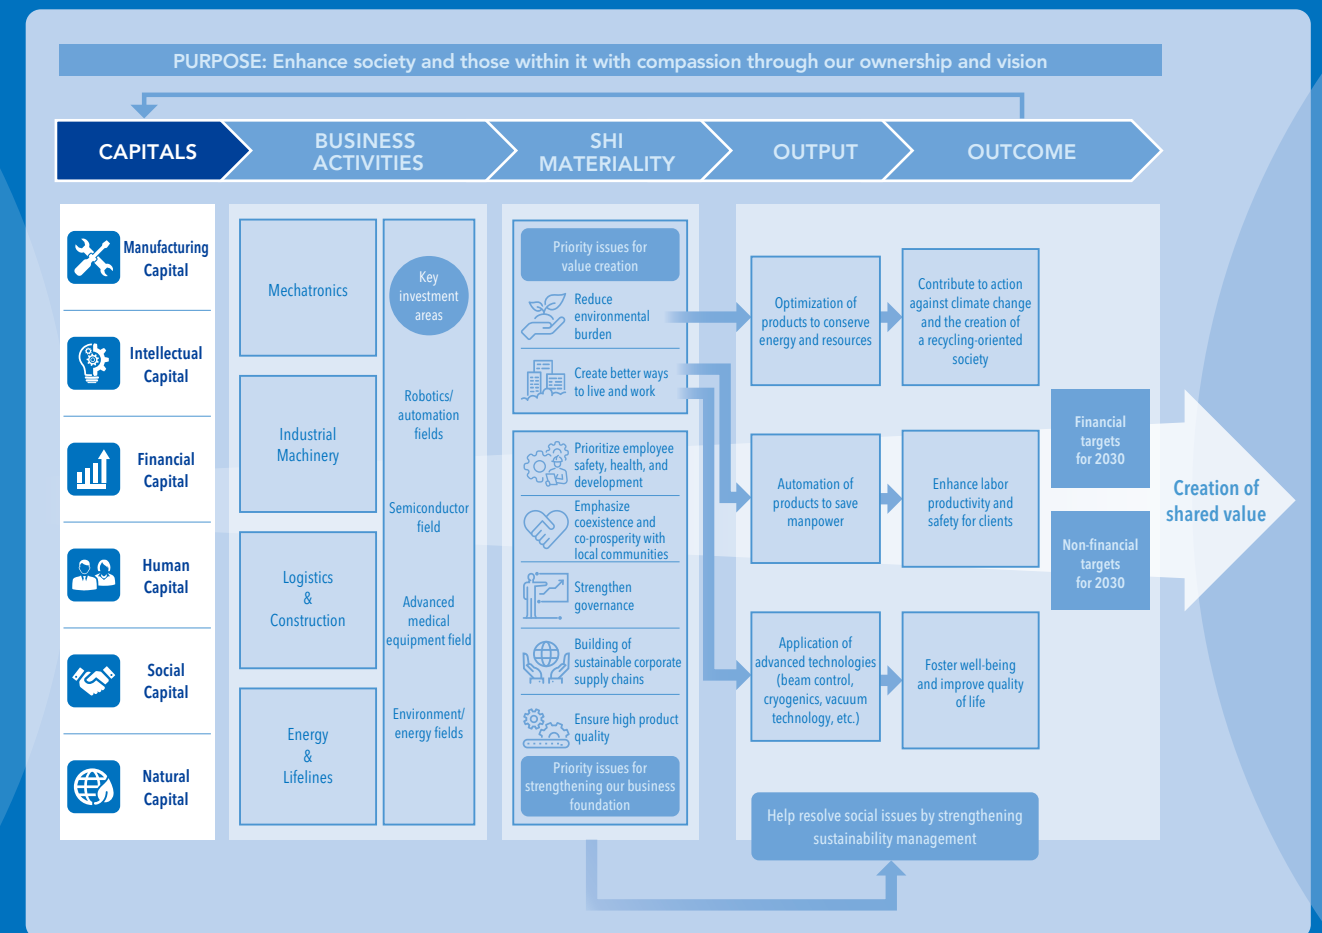 PURPOSE: Enhance society and those within it with compassion through our ownership and vision
CAPITALS
BUSINESS
ACTIVITIES
SHI
MATERIALITY
OUTPUT
OUTCOME
Manufacturing
Capital
Intellectual
Capital
Financial
Capital
Human
Capital
Social
Capital
Natural
Capital
Mechatronics
Industrial
Machinery
Logistics
&
Construction
Energy
&
Lifelines
Key
investment
areas
Robotics/
automation
fields
Semiconductor
field
Advanced
medical
equipment field
Environment/
energy fields
Priority issues for
value creation
Reduce
environmental
burden
Create better ways
to live and work
Prioritize employee
safety, health, and
development
Emphasize
coexistence and
co-prosperity with
local communities
Strengthen
governance
Building of
sustainable corporate
supply chains
Ensure high product
quality
Priority issues for
strengthening our business
foundation
Optimization of
products to conserve
energy and resources
Automation of
products to save
manpower
Application of
advanced technologies
(beam control,
cryogenics, vacuum
technology, etc.)
Contribute to action
against climate change
and the creation of
a recycling-oriented
society
Enhance labor
productivity and
safety for clients
Foster well-being
and improve quality
of life
Help resolve social issues by strengthening
sustainability management
Financial
targets
for 2030
Non-financial
targets
for 2030
Creation of
shared value